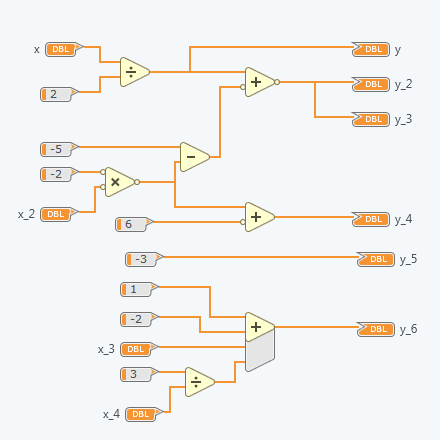 x DBL DBL y
÷
2 + DBL y_2
DBL y_3
-5
-
-2
×
x_2 DBL 6 + DBL y_4
-3 DBL y_5
1
-2 + DBL y_6
x_3 DBL
3
÷
x_4 DBL